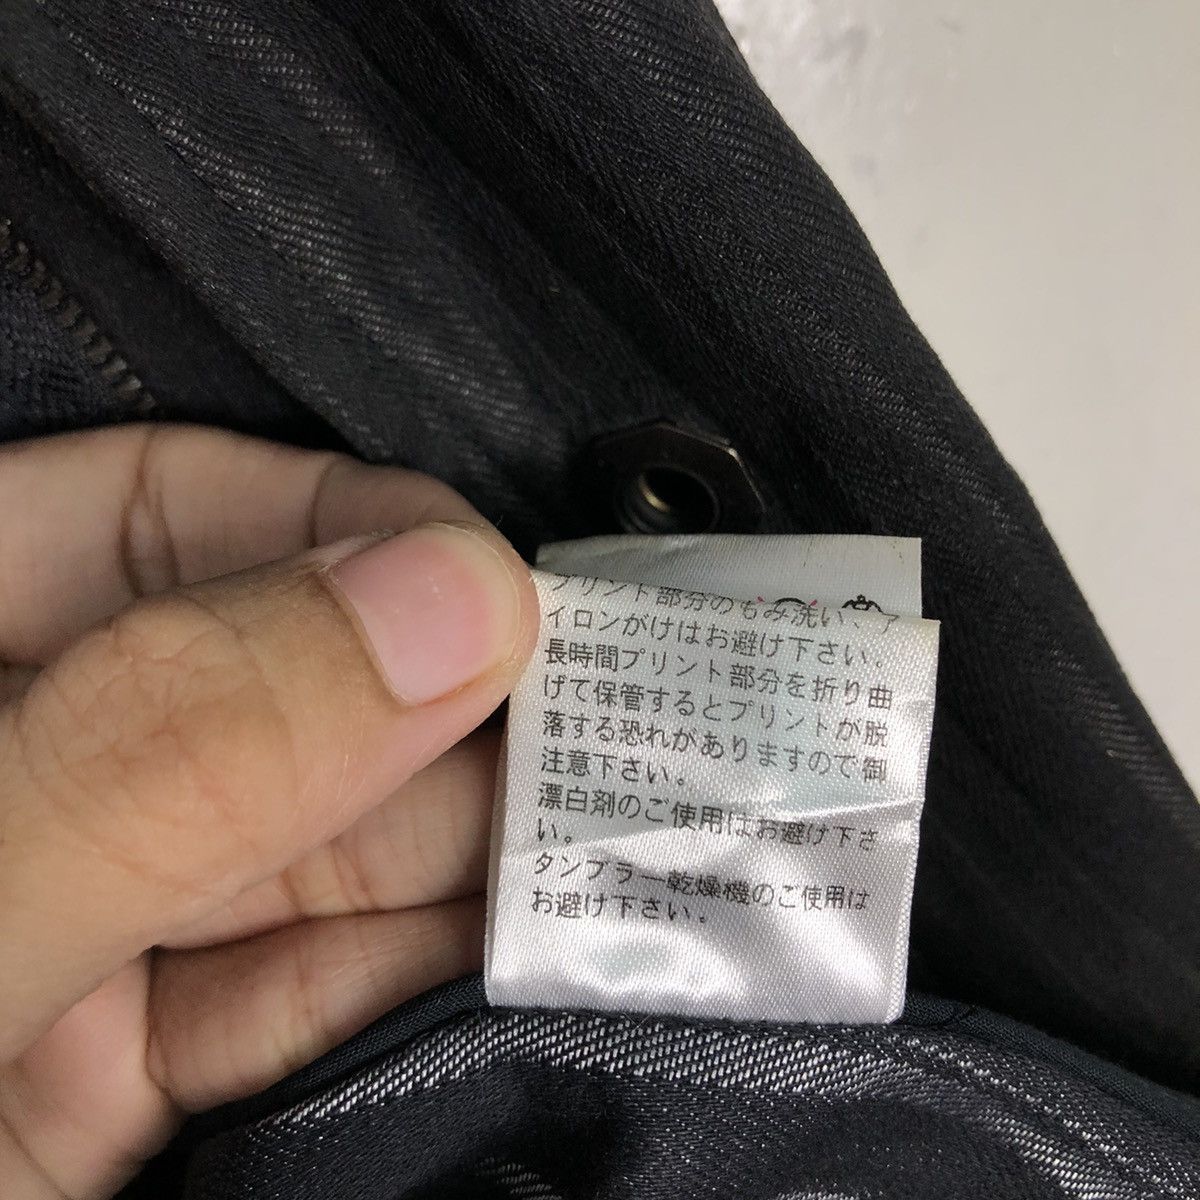 プリント部分のもみ洗い、ア
イロンがけはお避け下さい。
長時間プリント部分を折り曲
げて保管するとプリントが脱
落する恐れがありますので御
注意下さい。
漂白剤のご使用はお避け下さ
い。
タンブラー乾燥機のご使用は
お避け下さい。